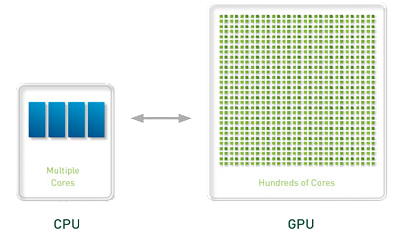 Multiple
Cores
Hundreds of Cores
CPU
GPU